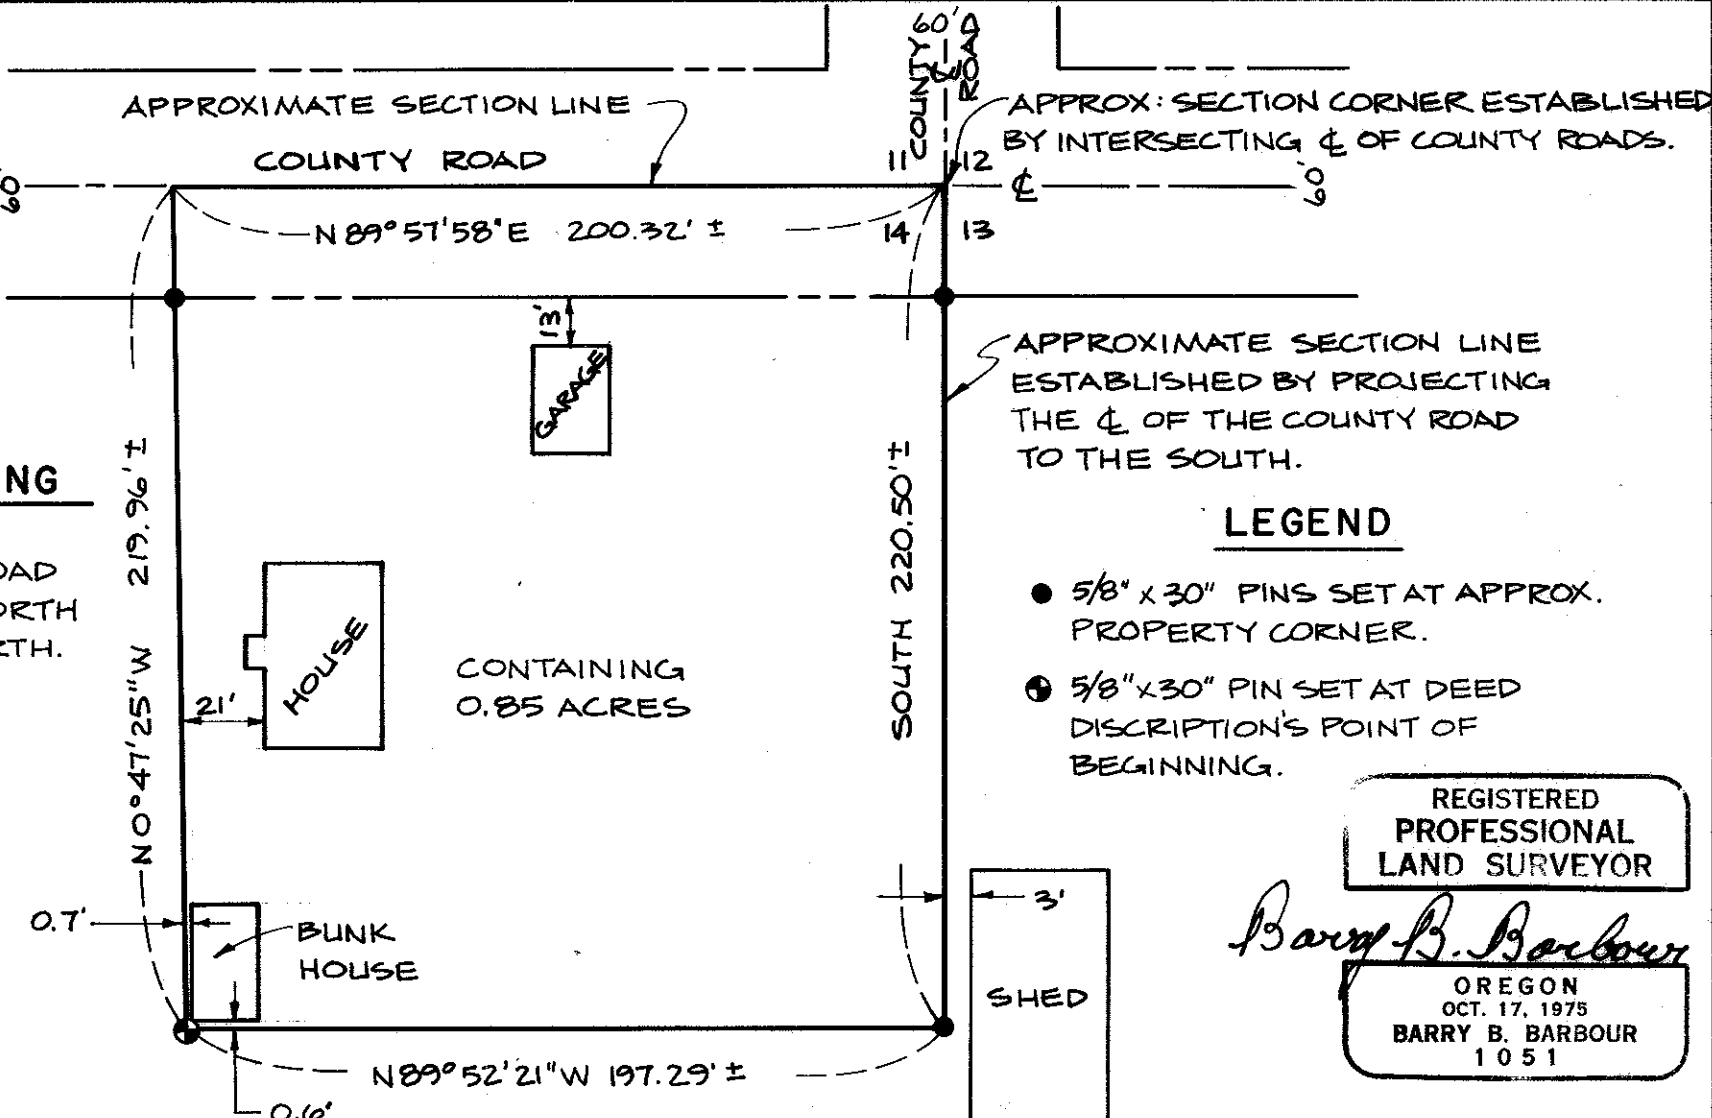 60'
COUNTY
℄
ROAD
APPROXIMATE SECTION LINE
APPROX: SECTION CORNER ESTABLISHED
BY INTERSECTING ℄ OF COUNTY ROADS.
COUNTY ROAD
11
12
60
℄
60'
N 89°57'58"E 200.32' ±
14
13
13'
GARAGE
APPROXIMATE SECTION LINE
ESTABLISHED BY PROJECTING
THE ℄ OF THE COUNTY ROAD
TO THE SOUTH.
NG
OAD
ORTH
RTH.
N 0°47'25"W 219.96' ±
SOUTH 220.50'±
LEGEND
5/8" x 30" PINS SET AT APPROX.
PROPERTY CORNER.
5/8"x30" PIN SET AT DEED
DISCRIPTION'S POINT OF
BEGINNING.
HOUSE
21'
CONTAINING
0.85 ACRES
REGISTERED
PROFESSIONAL
LAND SURVEYOR
Barry B. Barbour
OREGON
OCT. 17, 1975
BARRY B. BARBOUR
1051
0.7'
BUNK
HOUSE
3'
SHED
N89°52'21"W 197.29' ±
0.6'